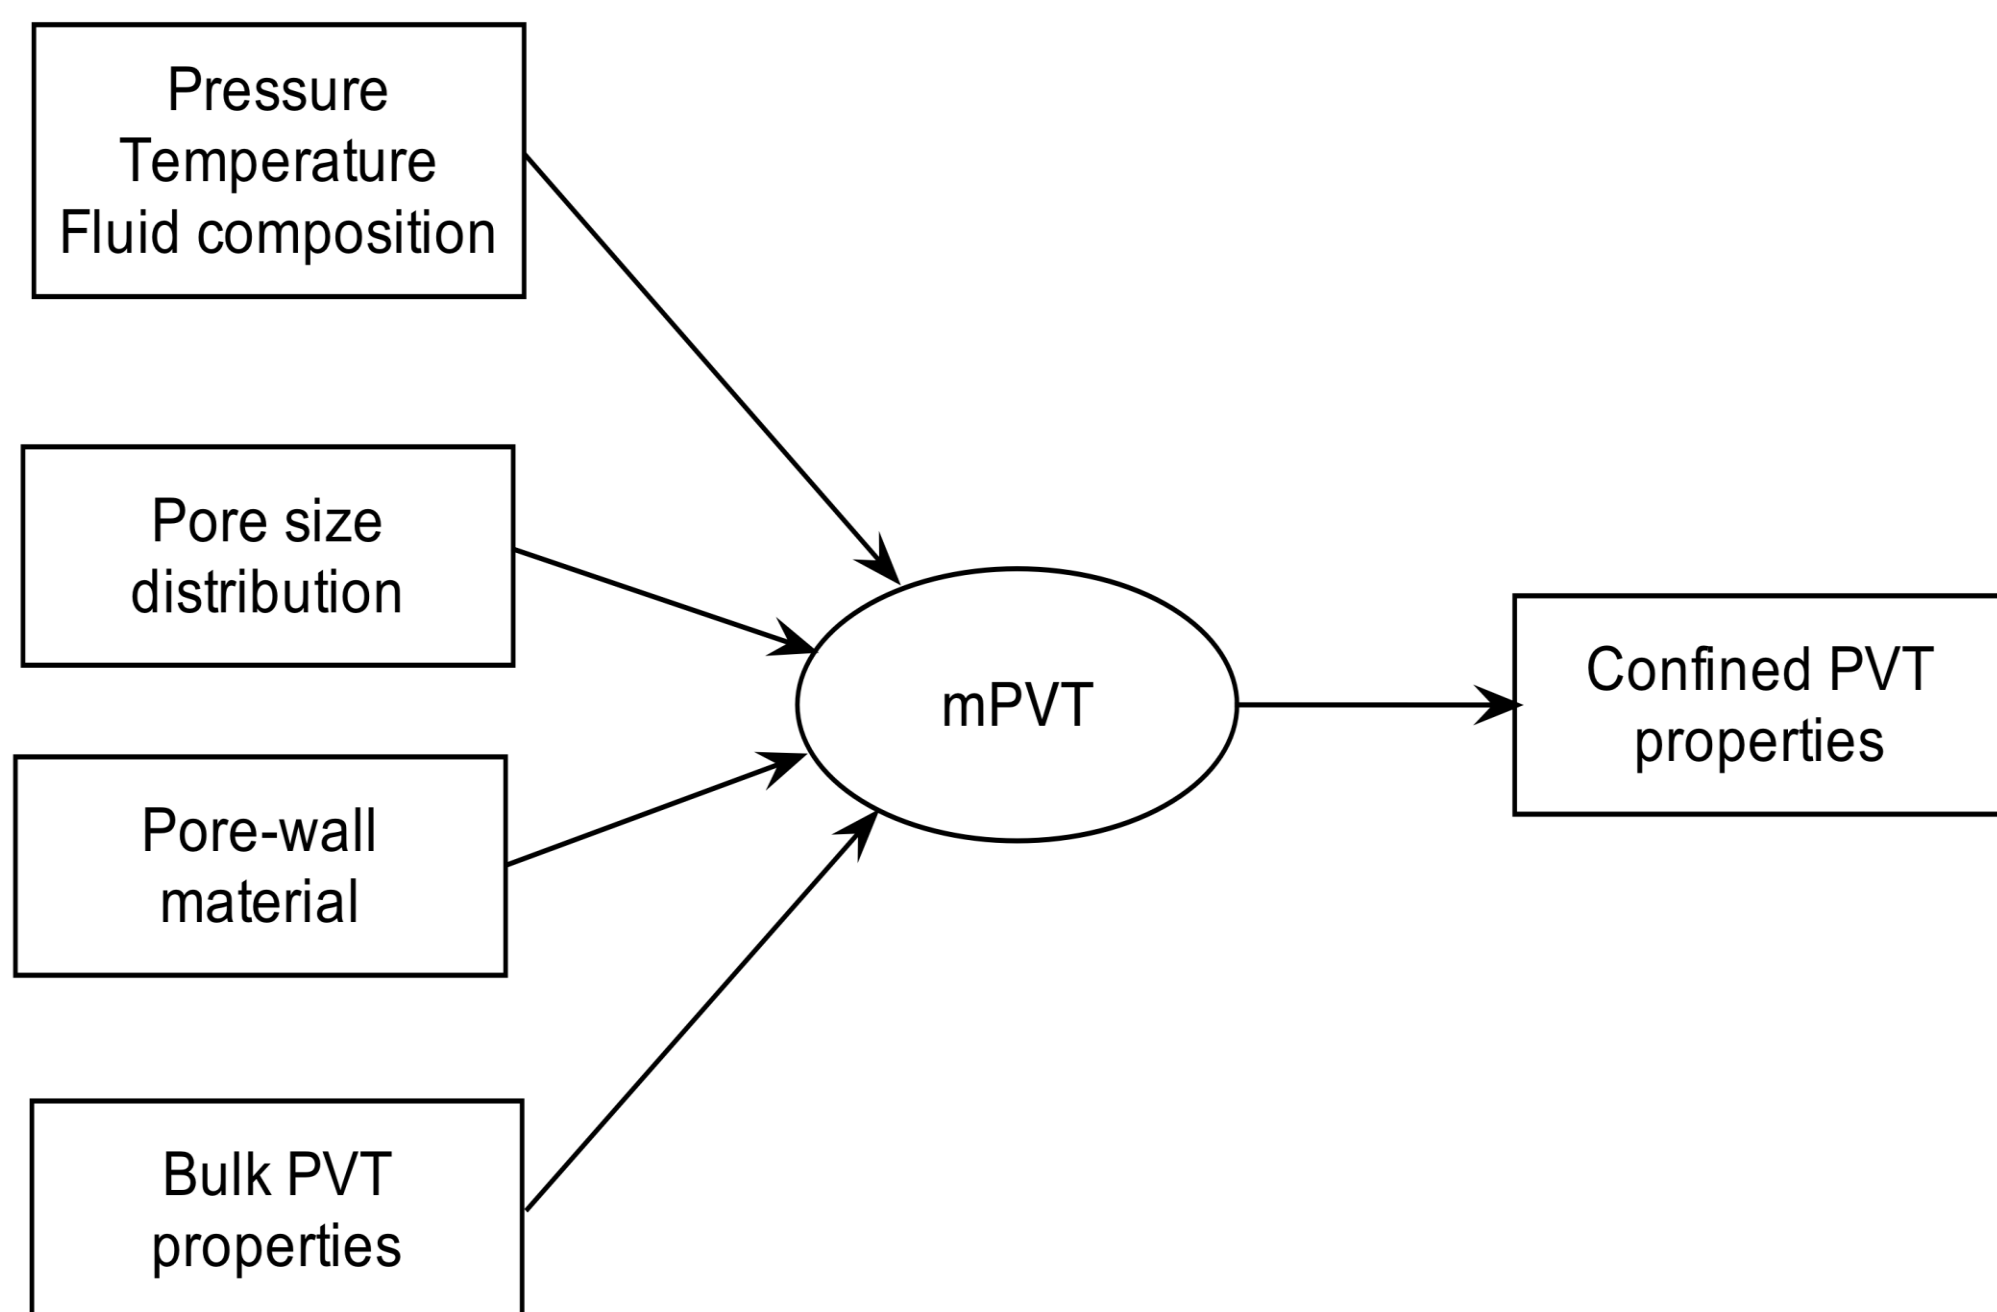 Pressure
Temperature
Fluid composition
Pore size
distribution
Pore-wall
material
Bulk PVT
properties
mPVT
Confined PVT
properties